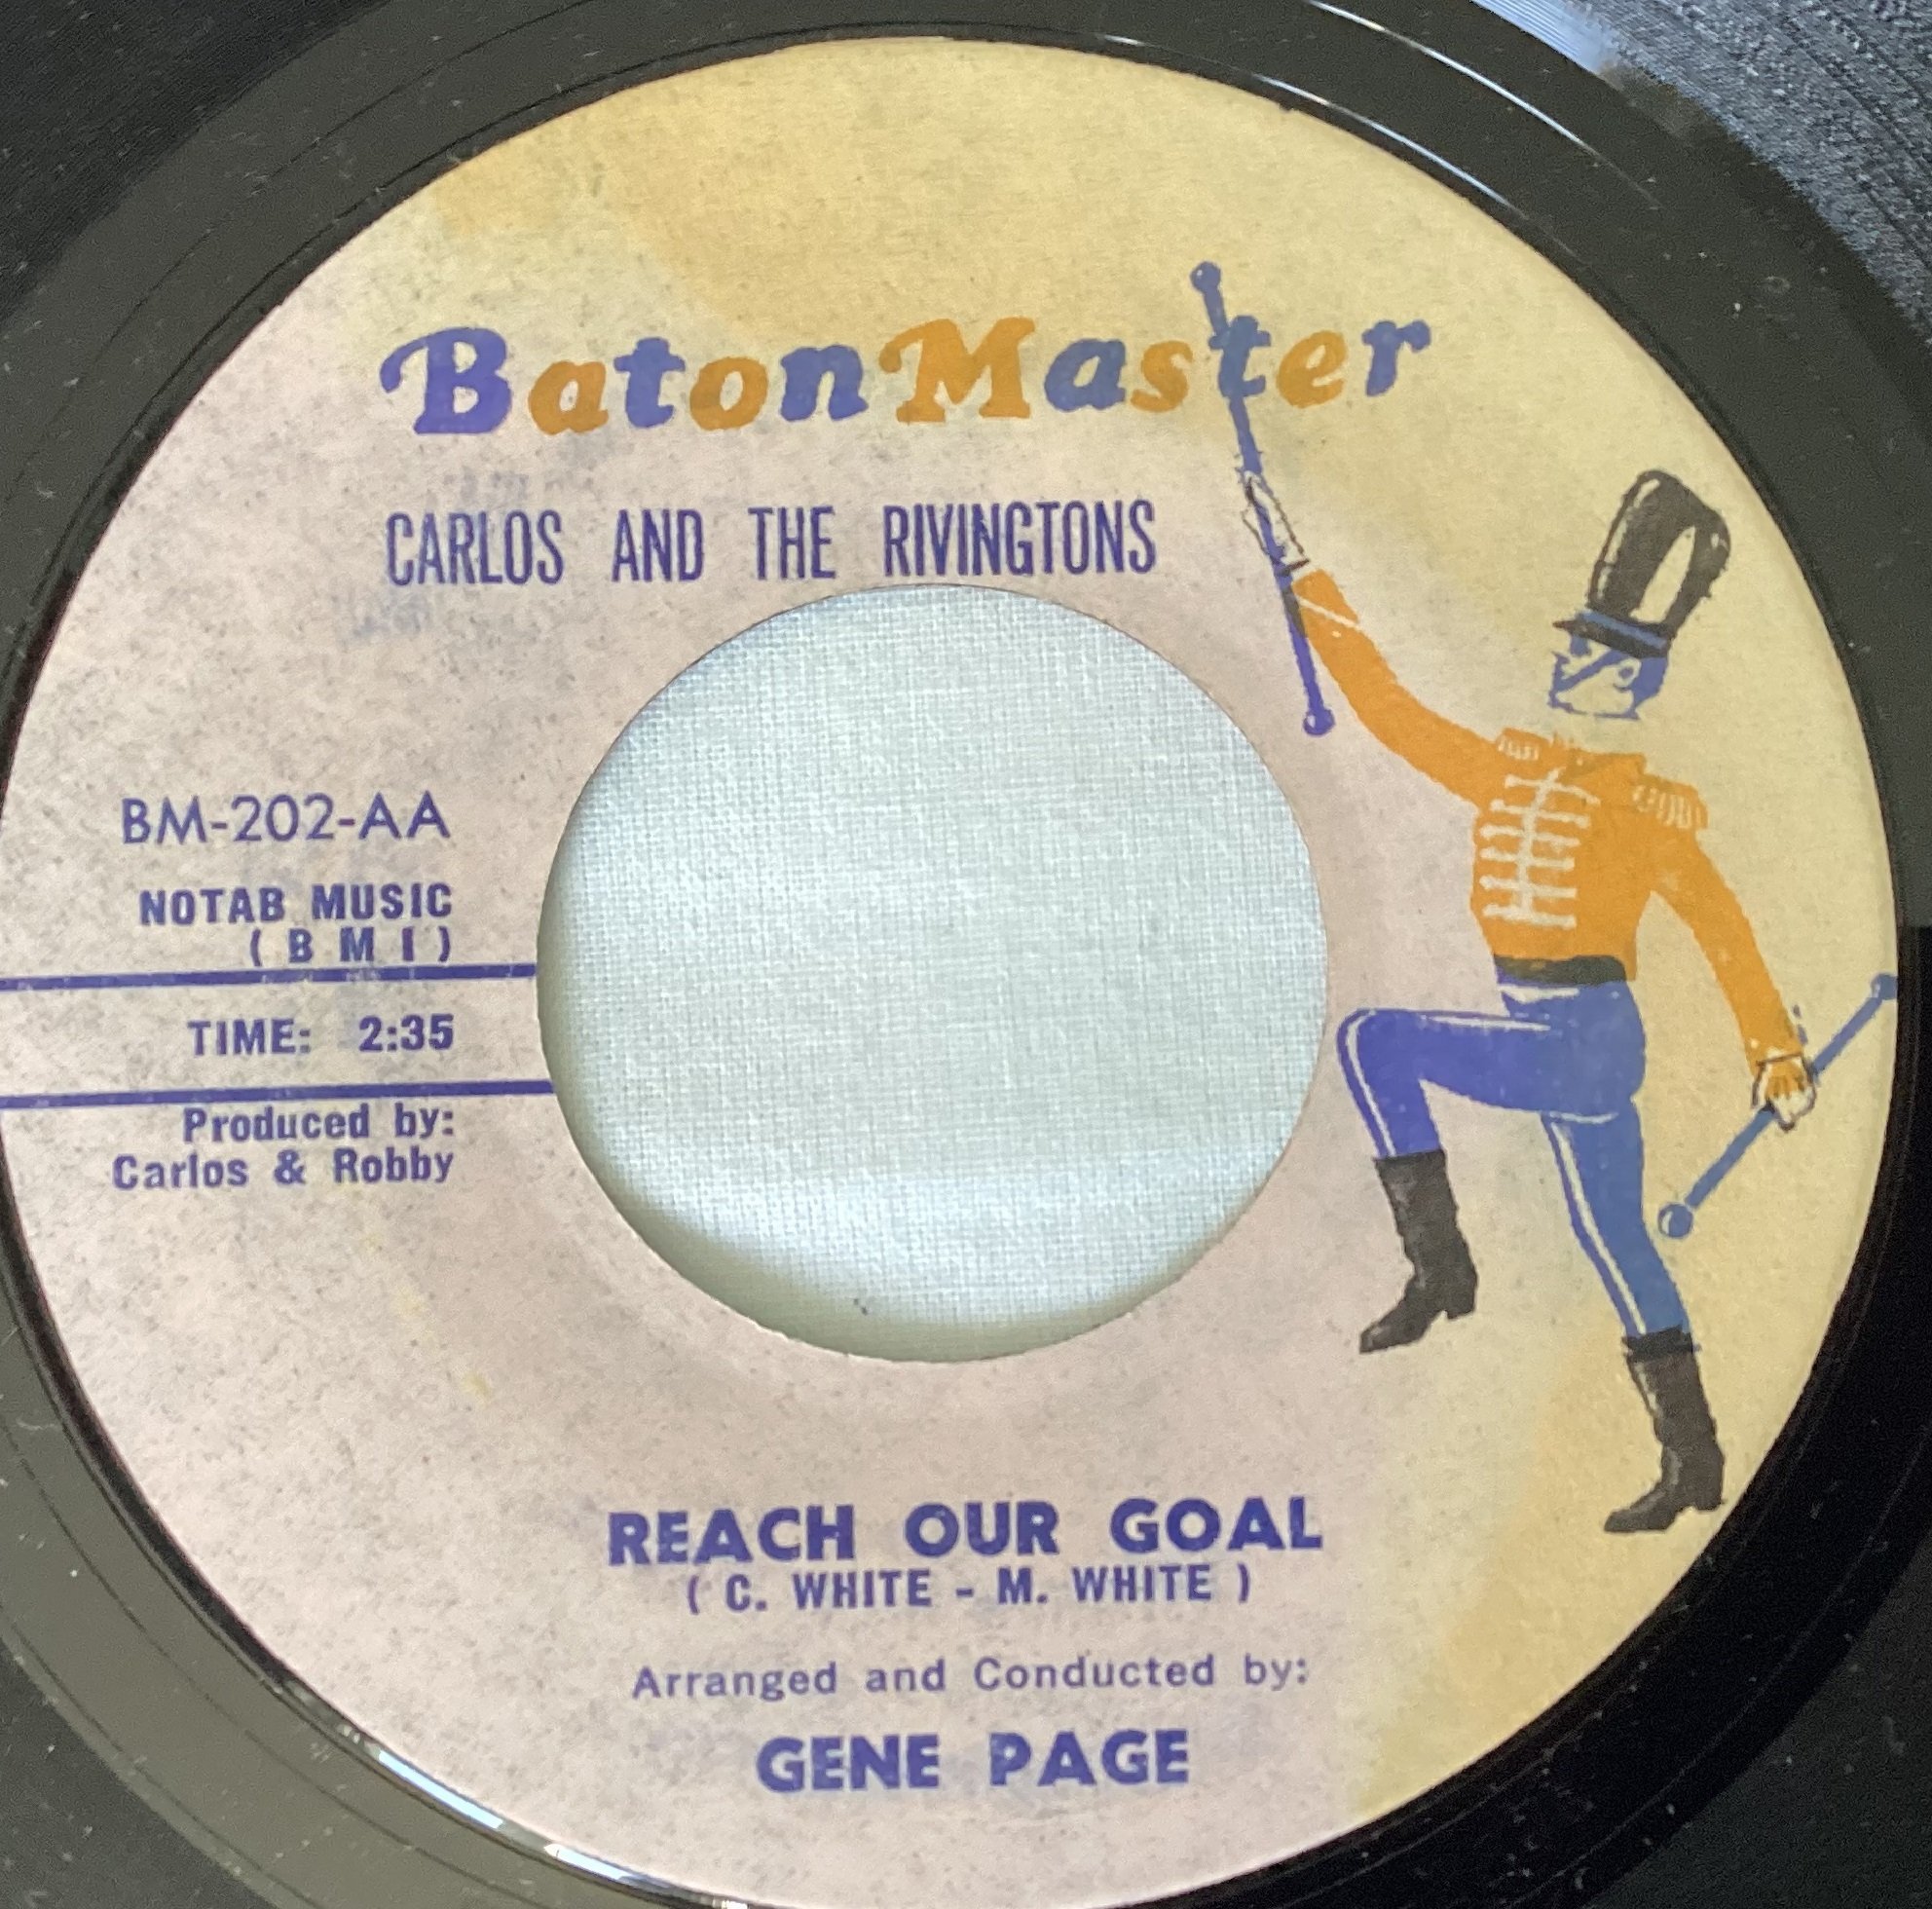 BatonMaster
CARLOS AND THE RIVINGTONS
BM-202-AA
NOTAB MUSIC
( B M I )
TIME: 2:35
Produced by:
Carlos & Robby
REACH OUR GOAL
( C. WHITE - M. WHITE )
Arranged and Conducted by:
GENE PAGE